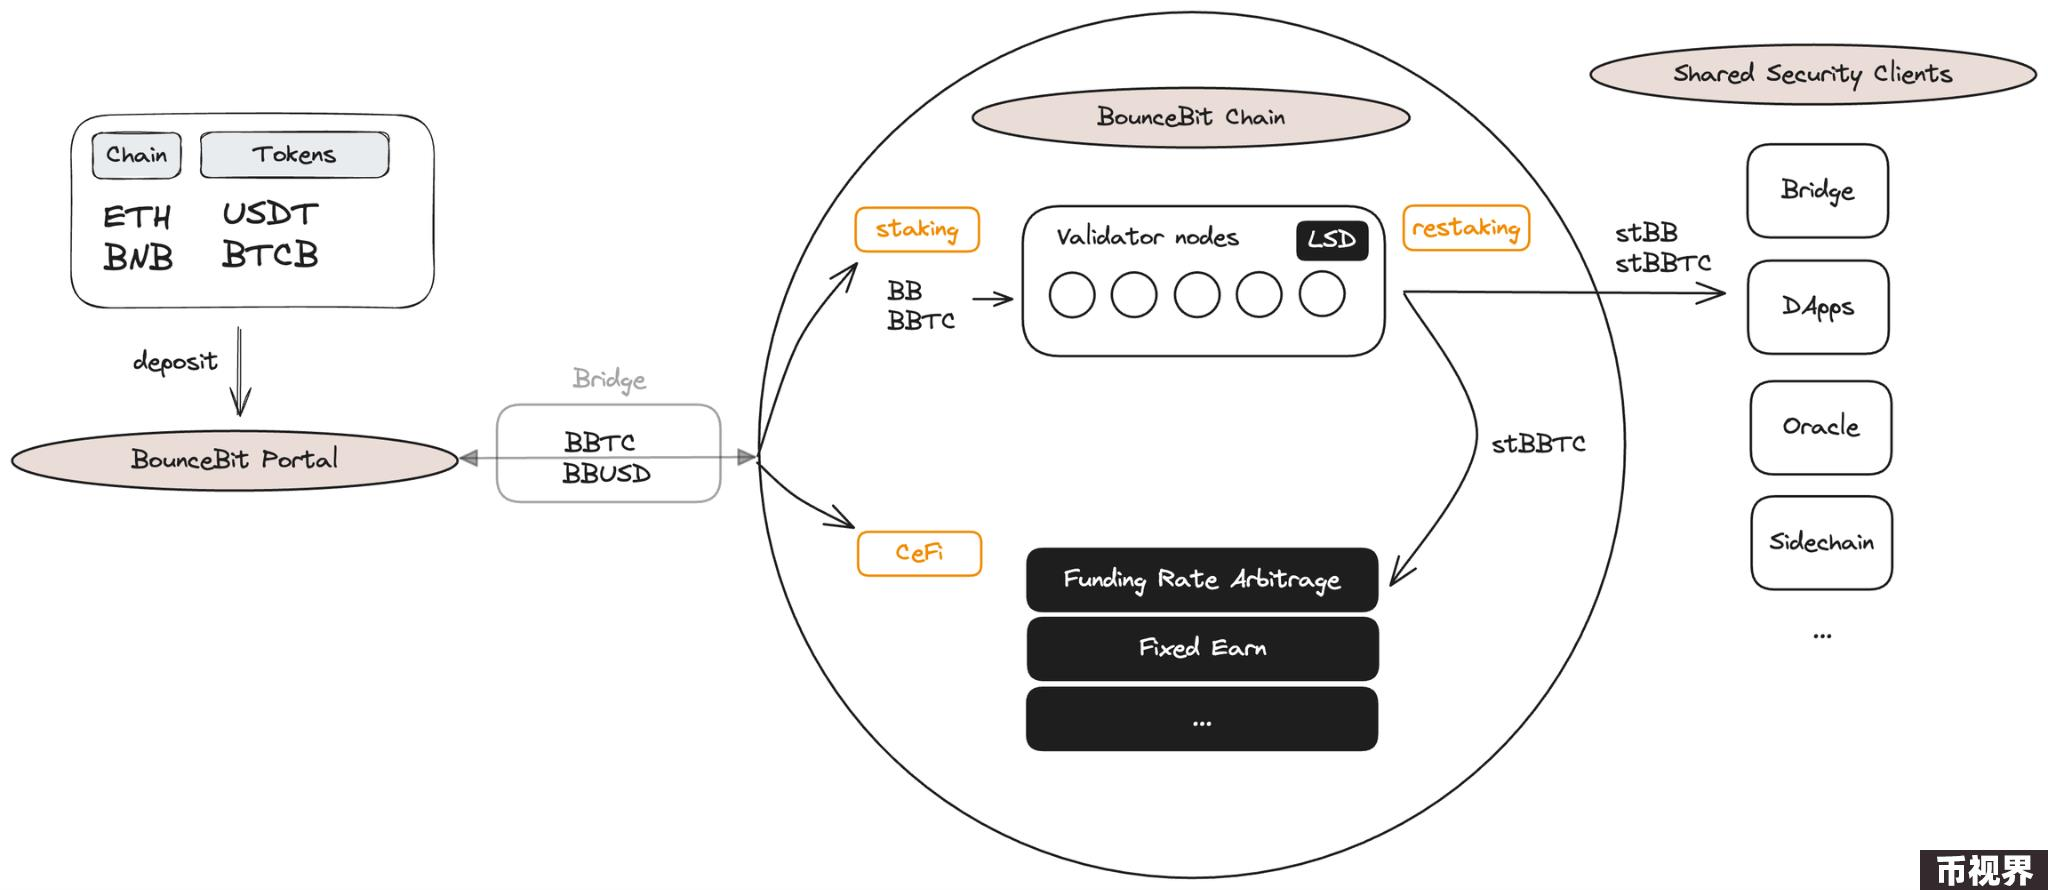 Chain Tokens
ETH USDT
BNB BTCB
deposit
BounceBit Portal
Bridge
BBTC
BBUSD
BounceBit Chain
staking
BB
BBTC
Validator nodes LSD
restaking
stBB
stBBTC
stBBTC
CeFi
Funding Rate Arbitrage
Fixed Earn
...
Shared Security Clients
Bridge
DApps
Oracle
Sidechain
...
币视界